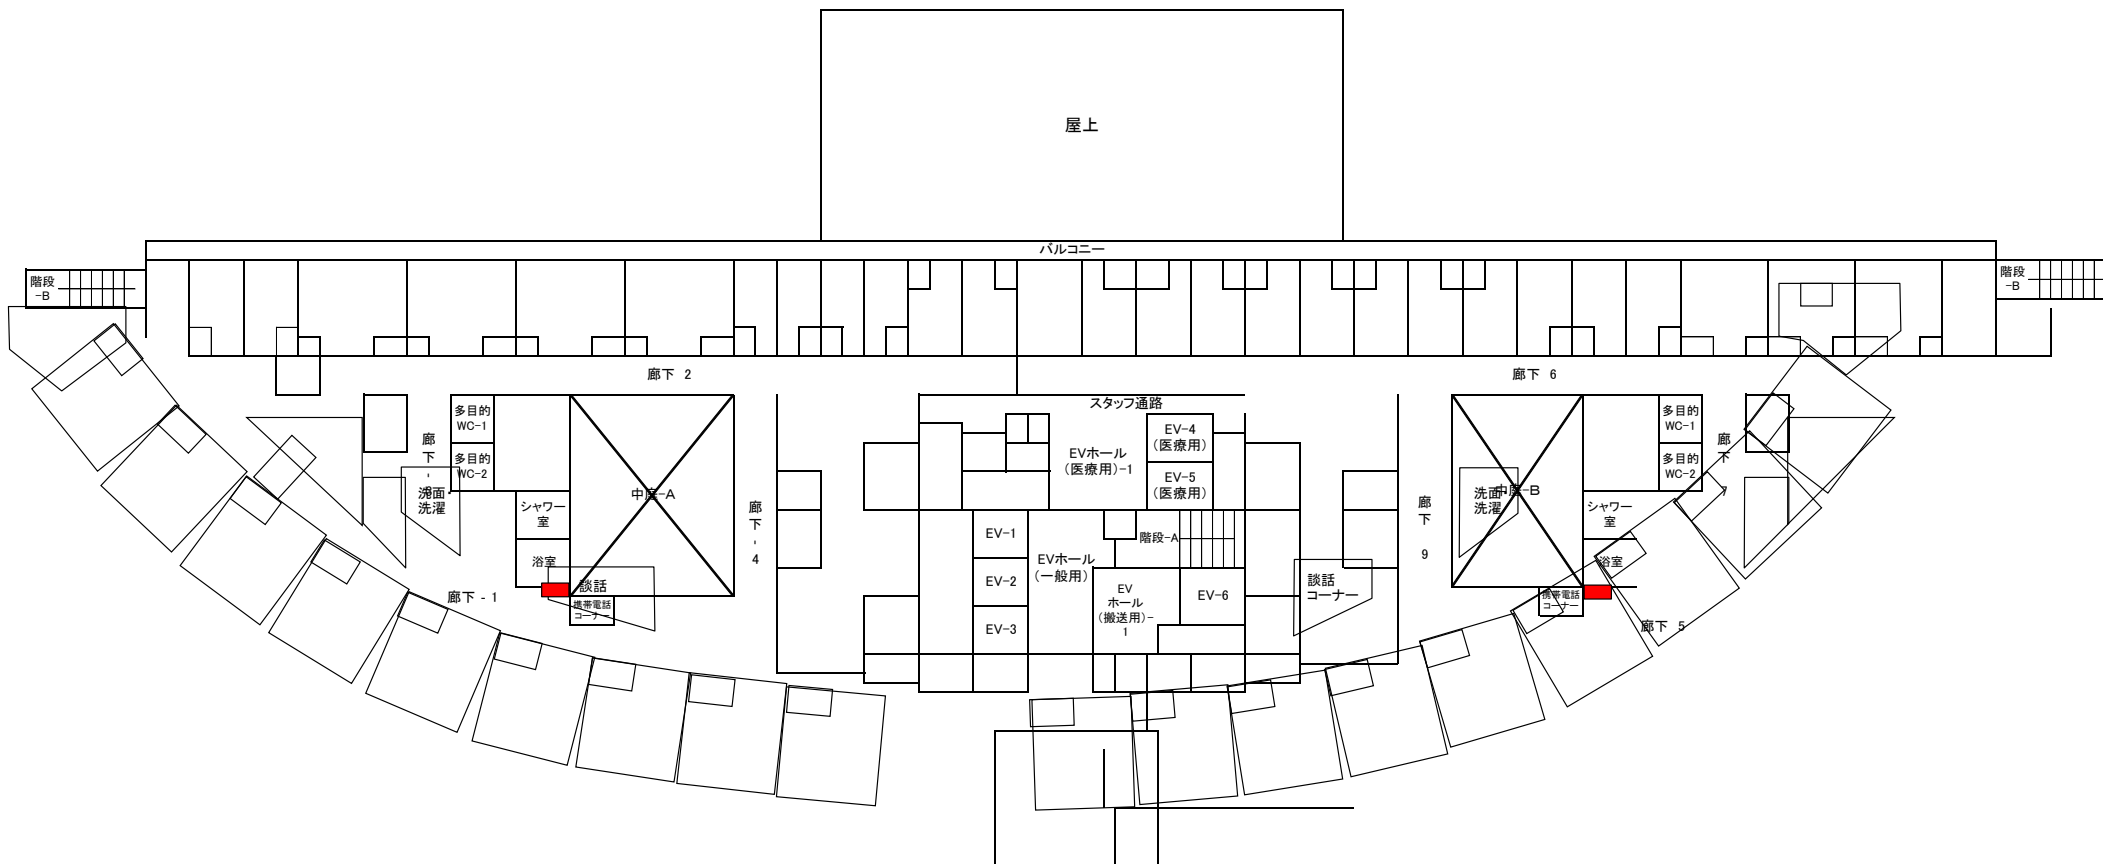 屋上
バルコニー
階段
-B
階段
-B
廊下 2
廊下 6
スタッフ通路
多目的
WC-1
多目的
WC-2
廊
下
-
洗面・
洗濯
シャワー
室
浴室
中庭-A
廊
下
-
4
談話
携帯電話
コーナー
廊下 - 1
EVホール
(医療用)-1
EV-4
(医療用)
EV-5
(医療用)
EV-1
EV-2
EV-3
EVホール
(一般用)
階段-A
EV
ホール
(搬送用)-
1
EV-6
談話
コーナー
廊
下
9
洗面・
洗濯
中庭-B
多目的
WC-1
多目的
WC-2
シャワー
室
浴室
携帯電話
コーナー
廊
下
7
廊下 5